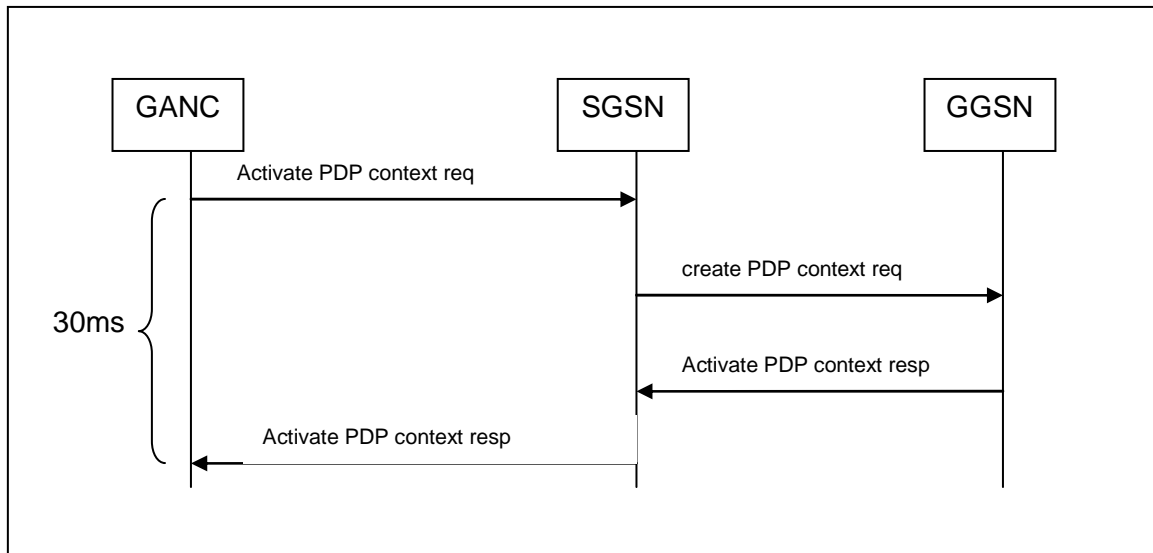 GANC
SGSN
GGSN
Activate PDP context req
create PDP context req
30ms
Activate PDP context resp
Activate PDP context resp